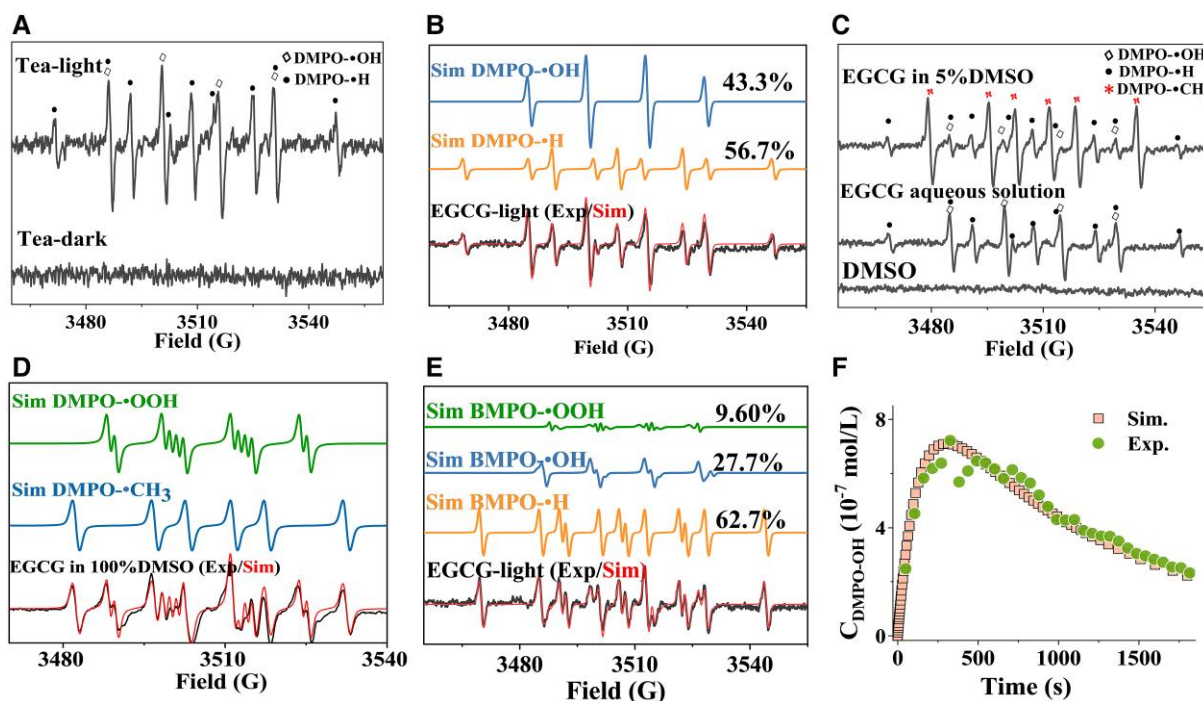 A
Tea-light
◊ DMPO-•OH
• DMPO-•H
Tea-dark
3480 3510 3540
Field (G)
B
Sim DMPO-•OH
43.3%
Sim DMPO-•H
56.7%
EGCG-light (Exp/Sim)
3480 3510 3540
Field (G)
C
◊ DMPO-•OH
• DMPO-•H
* DMPO-•CH
EGCG in 5%DMSO
EGCG aqueous solution
DMSO
3480 3510 3540
Field (G)
D
Sim DMPO-•OOH
Sim DMPO-•CH₃
EGCG in 100%DMSO (Exp/Sim)
3480 3510 3540
Field (G)
E
Sim BMPO-•OOH
9.60%
Sim BMPO-•OH
27.7%
Sim BMPO-•H
62.7%
EGCG-light (Exp/Sim)
3480 3510 3540
Field (G)
F
Sim.
Exp.
C_DMPO-OH (10⁻⁷ mol/L)
8
4
0
0 500 1000 1500
Time (s)